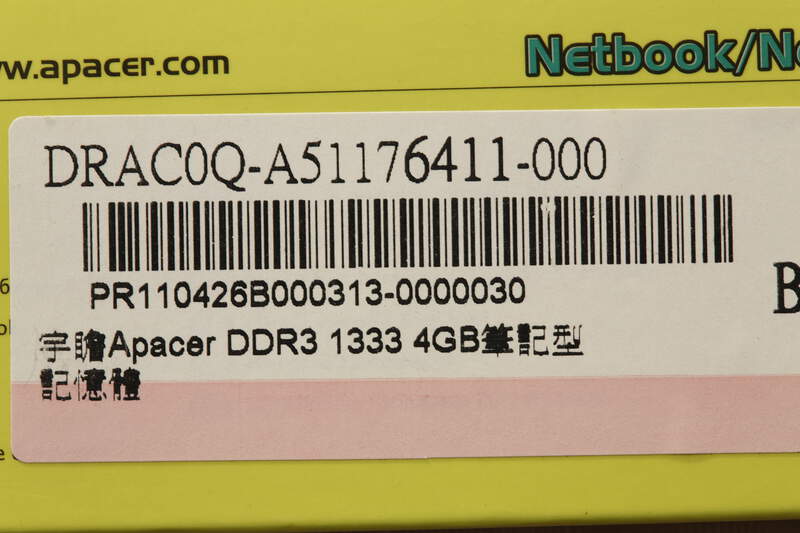 www.apacer.com
Netbook/No
DRAC0Q-A51176411-000
PR110426B000313-0000030
宇瞻Apacer DDR3 1333 4GB筆記型
記憶體
B